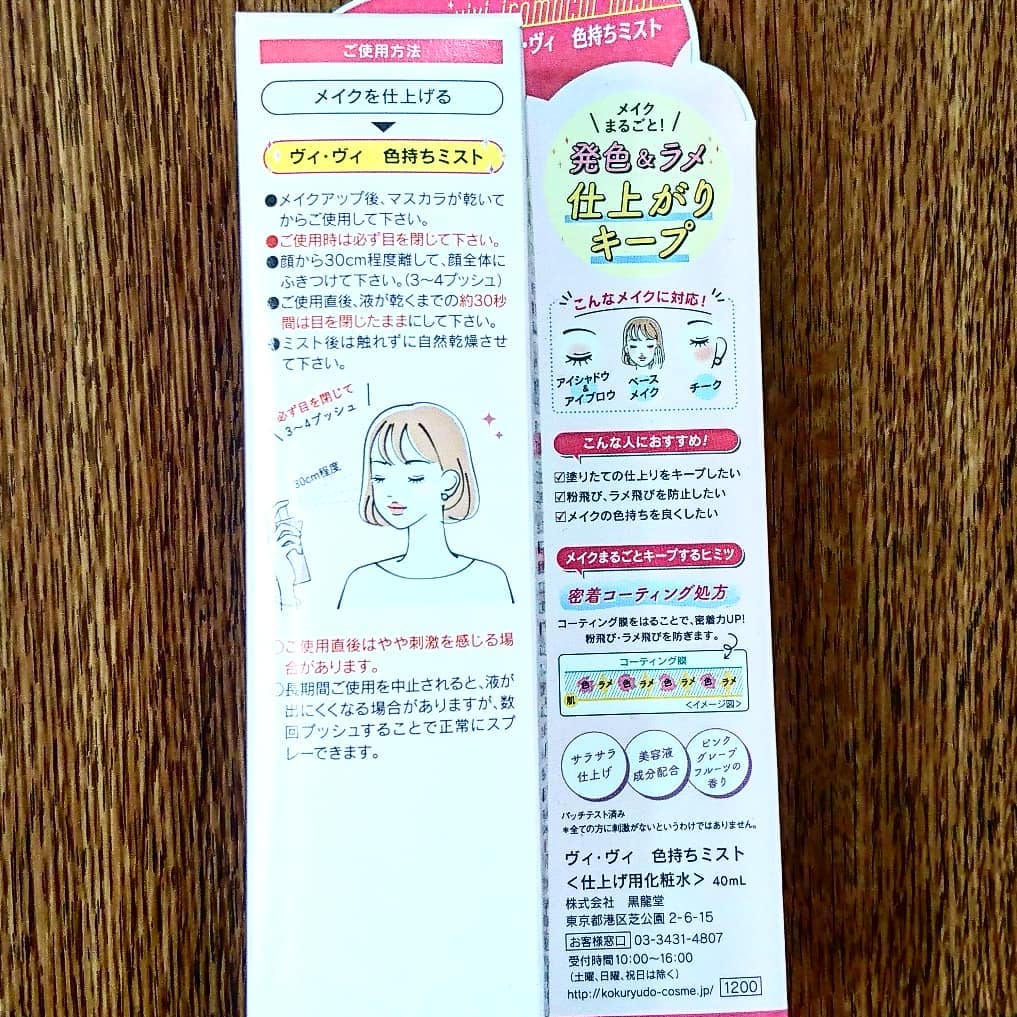 ご使用方法
メイクを仕上げる
ヴィ・ヴィ 色持ちミスト
●メイクアップ後、マスカラが乾いて
からご使用して下さい。
●ご使用時は必ず目を閉じて下さい。
●顔から30cm程度離して、顔全体に
ふきつけて下さい。(3〜4プッシュ)
●ご使用直後、液が乾くまでの約30秒
間は目を閉じたままにして下さい。
●ミスト後は触れずに自然乾燥させ
て下さい。
必ず目を閉じて
3〜4プッシュ
30cm程度
○ご使用直後はやや刺激を感じる場
合があります。
○長期間ご使用を中止されると、液が
出にくくなる場合がありますが、数
回プッシュすることで正常にスプ
レーできます。
・ヴィ 色持ちミスト
メイク
まるごと!
発色&ラメ
仕上がり
キープ
こんなメイクに対応!
アイシャドウ
&
アイブロウ
ベース
メイク
チーク
こんな人におすすめ!
☑塗りたての仕上りをキープしたい
☑粉飛び、ラメ飛びを防止したい
☑メイクの色持ちを良くしたい
メイクまるごとキープするヒミツ
密着コーティング処方
コーティング膜をはることで、密着力UP!
粉飛び・ラメ飛びを防ぎます。
コーティング膜
色 ラメ 色 ラメ 色 ラメ 色 ラメ
肌
<イメージ図>
サラサラ
仕上げ
美容液
成分配合
ピンク
グレープ
フルーツの
香り
パッチテスト済み
*全ての方に刺激がないというわけではありません。
ヴィ・ヴィ 色持ちミスト
<仕上げ用化粧水> 40mL
株式会社 黒龍堂
東京都港区芝公園 2-6-15
お客様窓口 03-3431-4807
受付時間10:00〜16:00
(土曜、日曜、祝日は除く)
http://kokuryudo-cosme.jp/ 1200